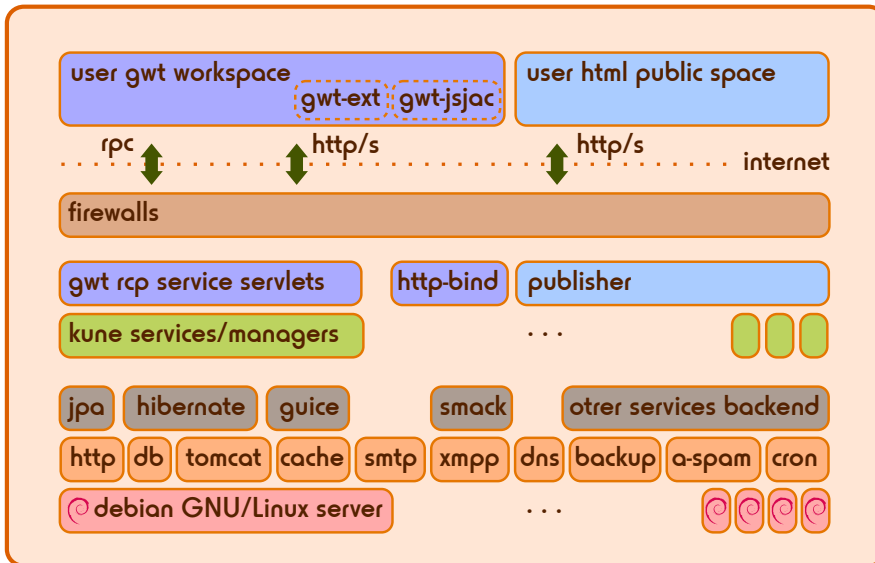 user gwt workspace
user html public space
gwt-ext
gwt-jsjac
rpc
http/s
http/s
internet
firewalls
gwt rcp service servlets
http-bind
publisher
kune services/managers
...
jpa
hibernate
guice
smack
otrer services backend
http
db
tomcat
cache
smtp
xmpp
dns
backup
a-spam
cron
debian GNU/Linux server
...